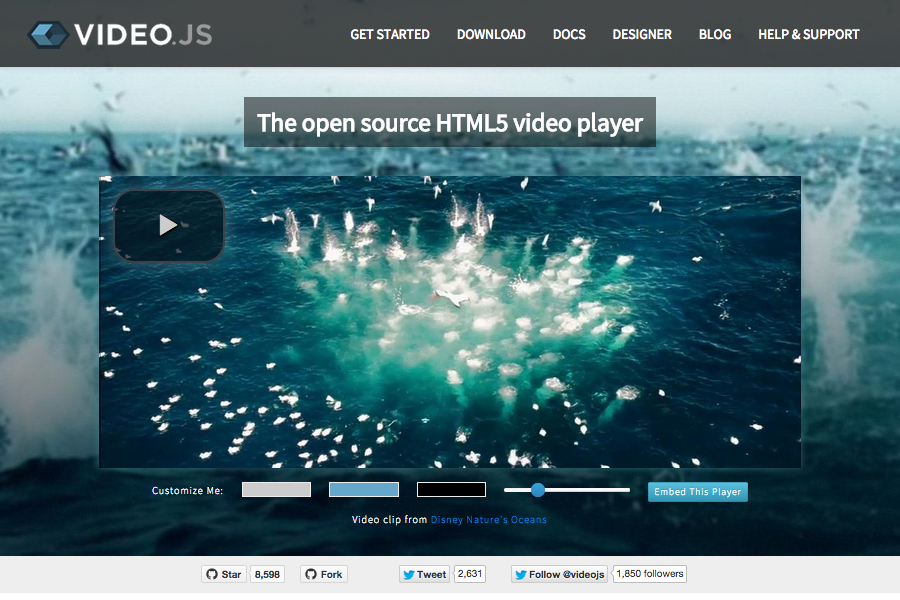 VIDEO.JS
GET STARTED DOWNLOAD DOCS DESIGNER BLOG HELP & SUPPORT
The open source HTML5 video player
Customize Me: Embed This Player
Video clip from Disney Nature's Oceans
Star 8,598 Fork Tweet 2,631 Follow @videojs 1,850 followers